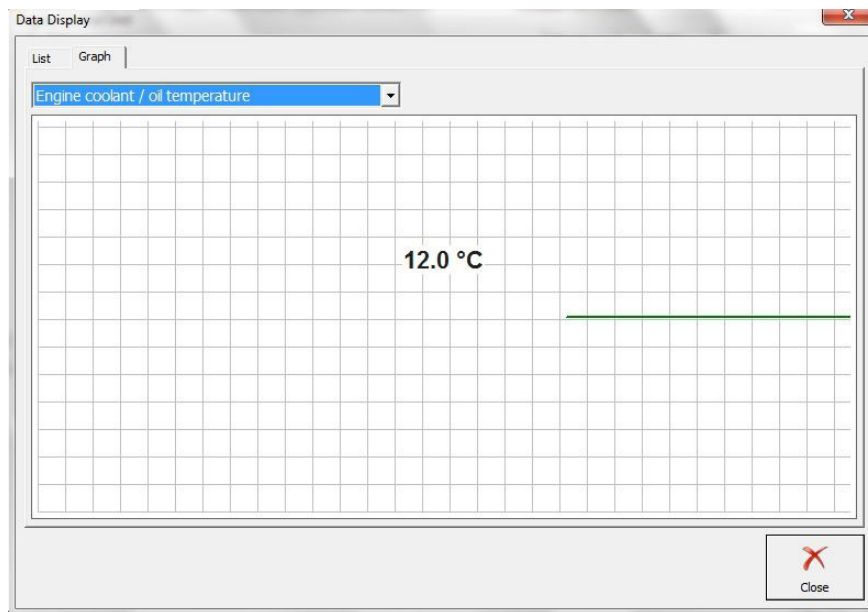 Data Display
List Graph
Engine coolant / oil temperature
12.0 °C
Close